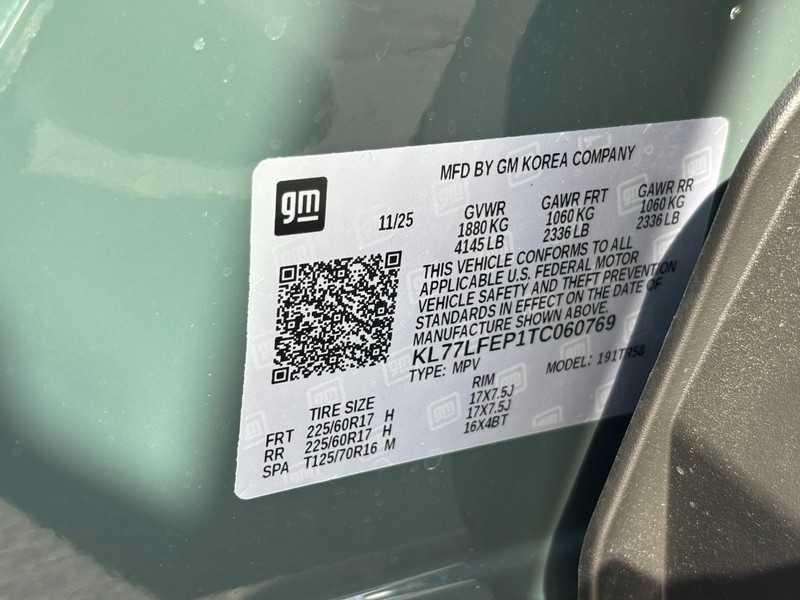 MFD BY GM KOREA COMPANY
gm
11/25 GVWR GAWR FRT GAWR RR
1880 KG 1060 KG 1060 KG
4145 LB 2336 LB 2336 LB
THIS VEHICLE CONFORMS TO ALL
APPLICABLE U.S. FEDERAL MOTOR
VEHICLE SAFETY AND THEFT PREVENTION
STANDARDS IN EFFECT ON THE DATE OF
MANUFACTURE SHOWN ABOVE.
KL77LFEP1TC060769
TYPE: MPV MODEL: 191TR58
TIRE SIZE RIM
FRT 225/60R17 H 17X7.5J
RR 225/60R17 H 17X7.5J
SPA T125/70R16 M 16X4BT